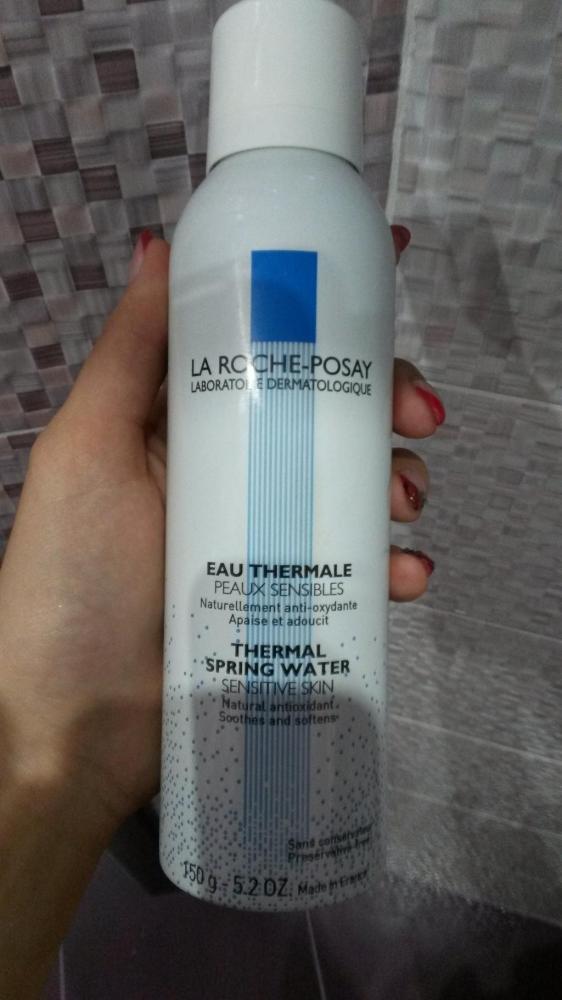 LA ROCHE-POSAY
LABORATOIRE DERMATOLOGIQUE
EAU THERMALE
PEAUX SENSIBLES
Naturellement anti-oxydante
Apaise et adoucit
THERMAL
SPRING WATER
SENSITIVE SKIN
Natural antioxidant
Soothes and softens
Sans conservateur
Preservative-free
150 g - 5.2 OZ. Made in France